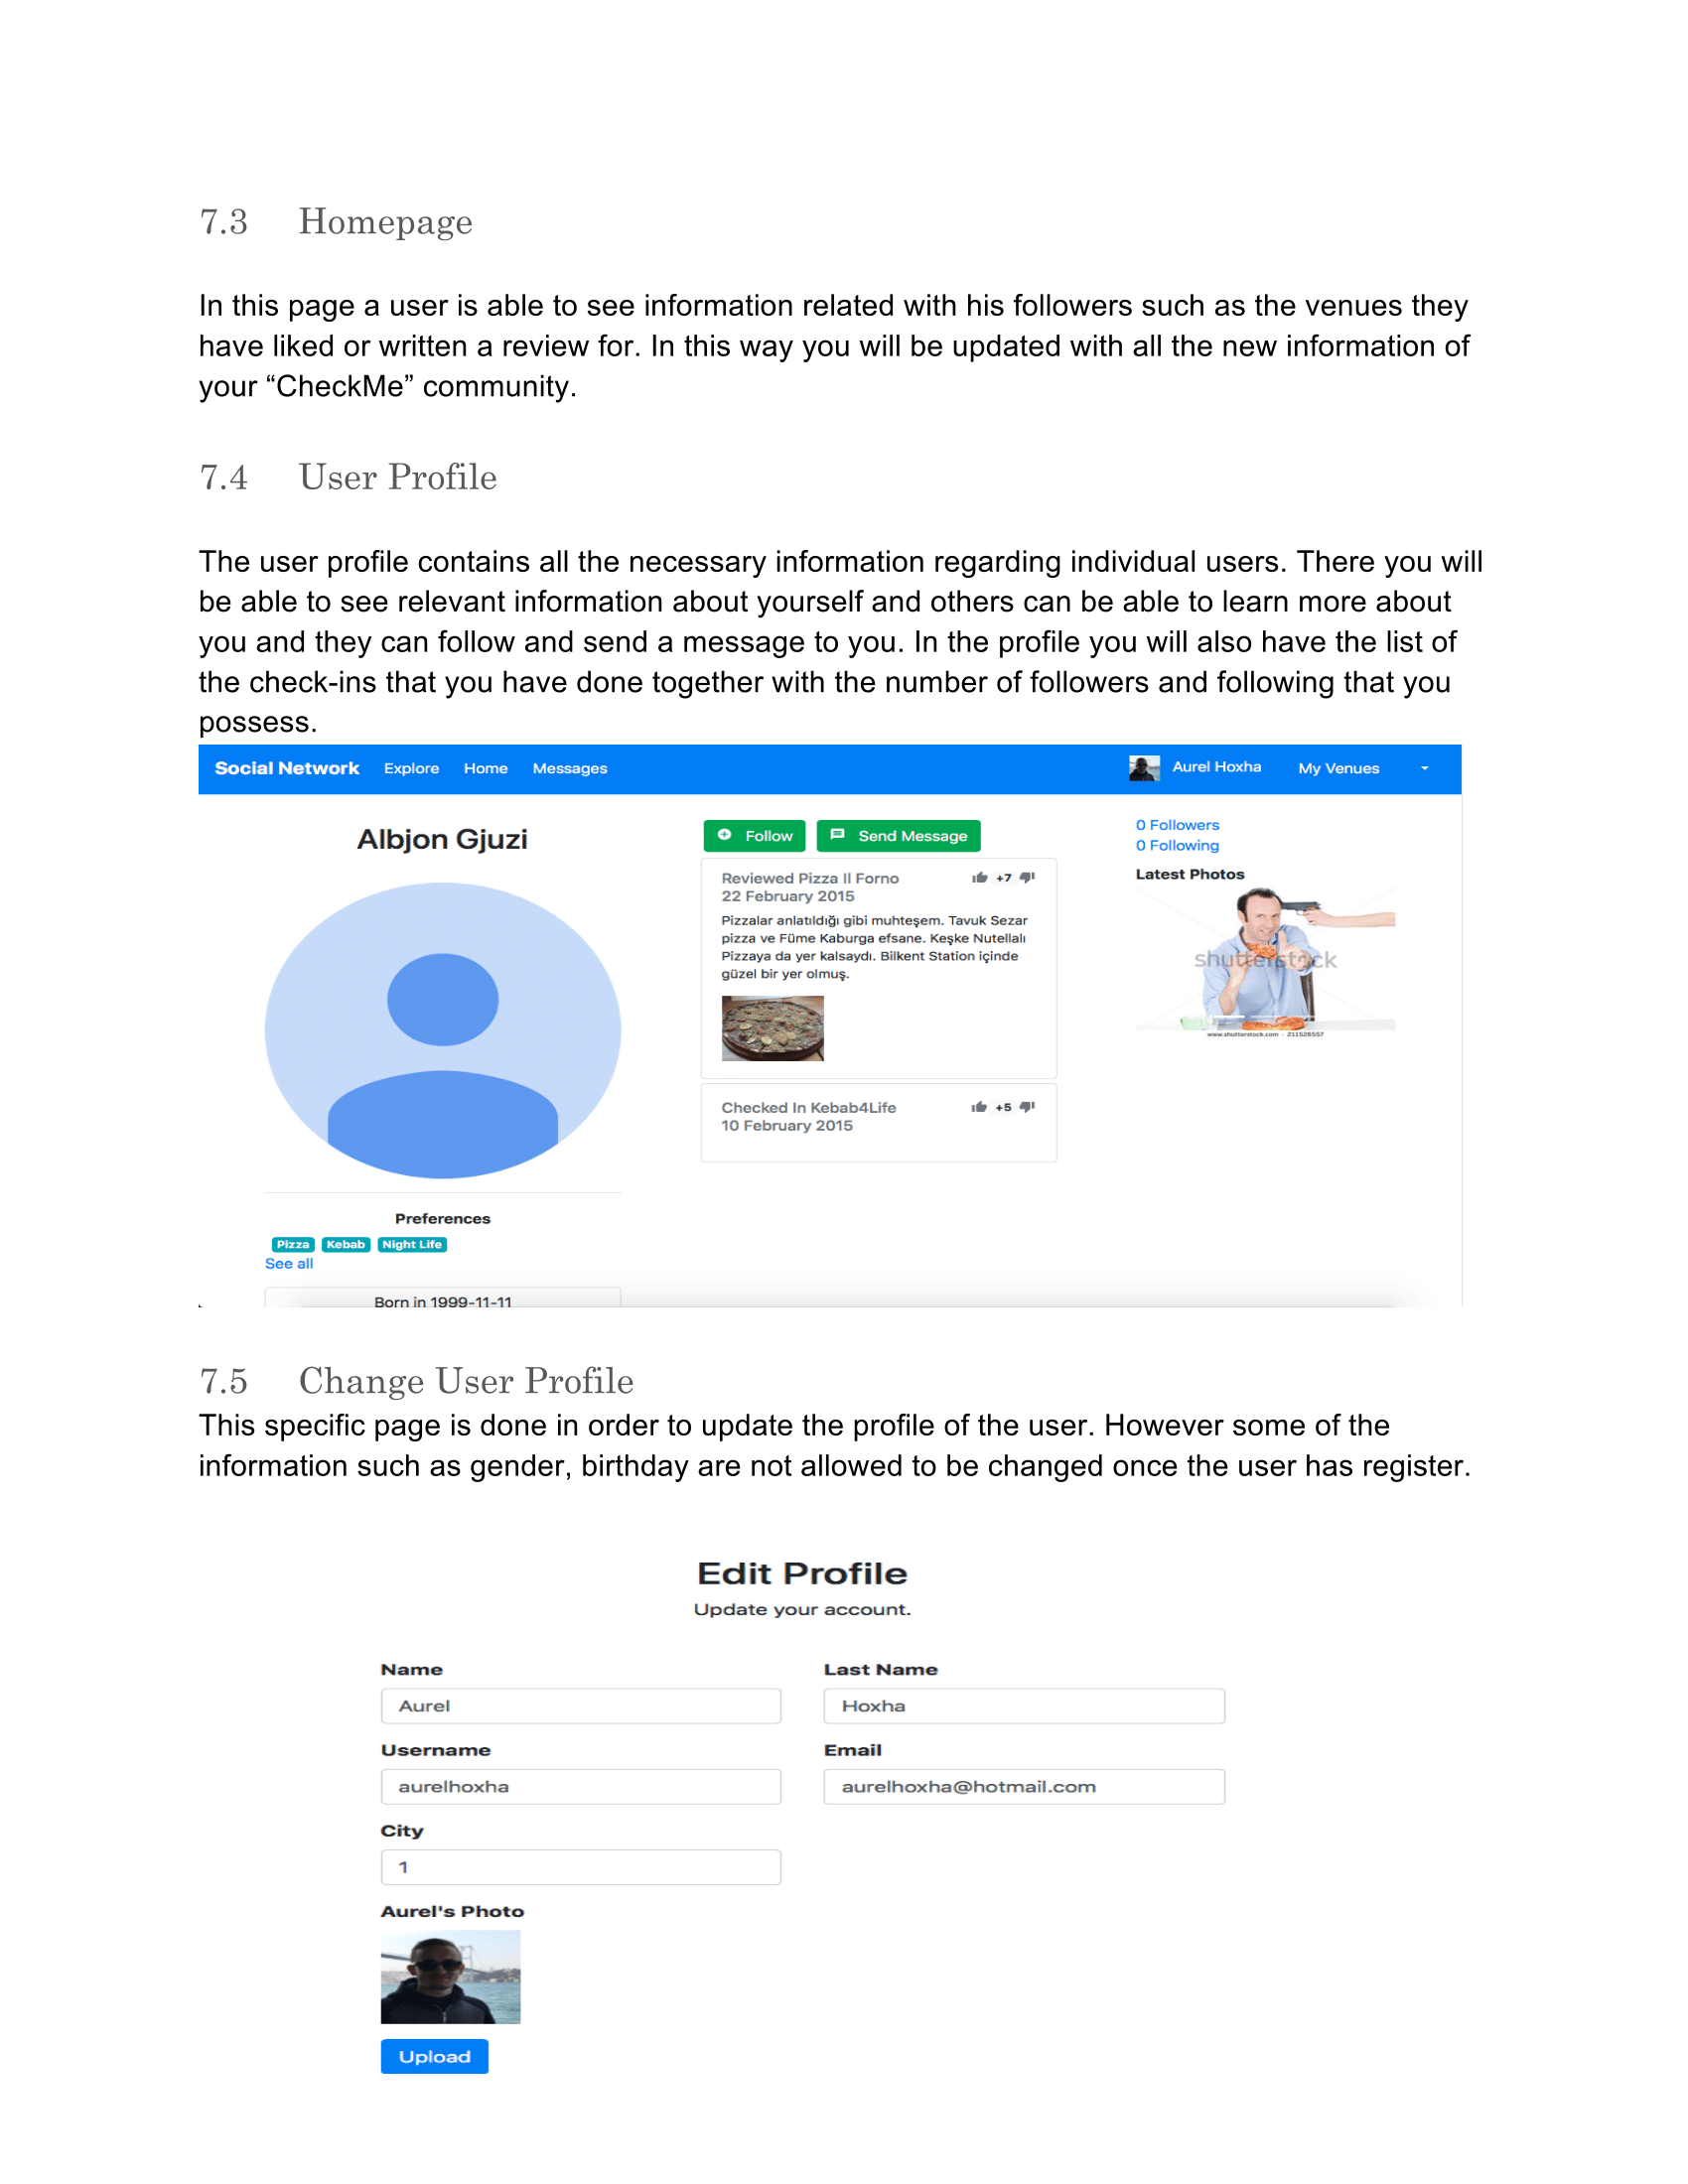 7.3 Homepage
In this page a user is able to see information related with his followers such as the venues they
have liked or written a review for. In this way you will be updated with all the new information of
your “CheckMe” community.
7.4 User Profile
The user profile contains all the necessary information regarding individual users. There you will
be able to see relevant information about yourself and others can be able to learn more about
you and they can follow and send a message to you. In the profile you will also have the list of
the check-ins that you have done together with the number of followers and following that you
possess.
Social Network Explore Home Messages Aurel Hoxha My Venues
Albjon Gjuzi
Preferences
Pizza Kebab Night Life
See all
Born in 1999-11-11
Follow Send Message
Reviewed Pizza Il Forno +7
22 February 2015
Pizzalar anlatıldığı gibi muhteşem. Tavuk Sezar
pizza ve Füme Kaburga efsane. Keşke Nutellalı
Pizzaya da yer kalsaydı. Bilkent Station içinde
güzel bir yer olmuş.
Checked In Kebab4Life +5
10 February 2015
0 Followers
0 Following
Latest Photos
shutterstock
www.shutterstock.com · 211526557
7.5 Change User Profile
This specific page is done in order to update the profile of the user. However some of the
information such as gender, birthday are not allowed to be changed once the user has register.
Edit Profile
Update your account.
Name Last Name
Aurel Hoxha
Username Email
aurelhoxha aurelhoxha@hotmail.com
City
1
Aurel's Photo
Upload